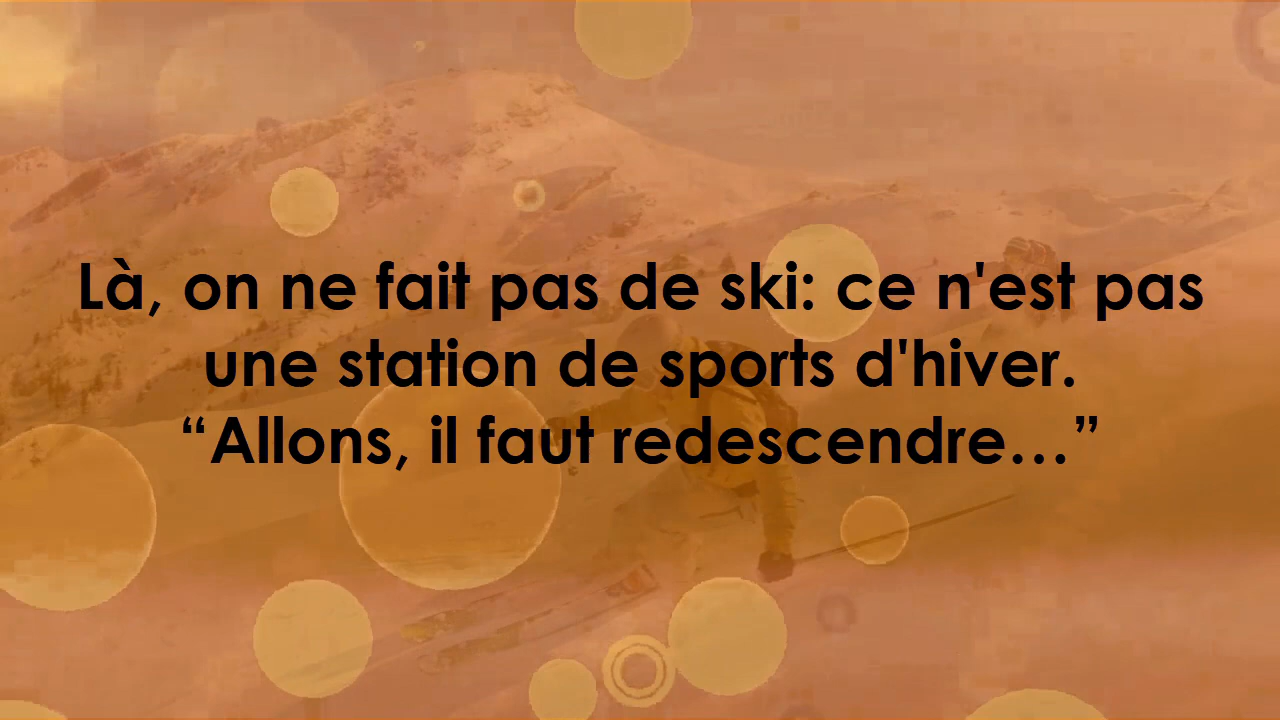 Là, on ne fait pas de ski: ce n'est pas
une station de sports d'hiver.
“Allons, il faut redescendre…”